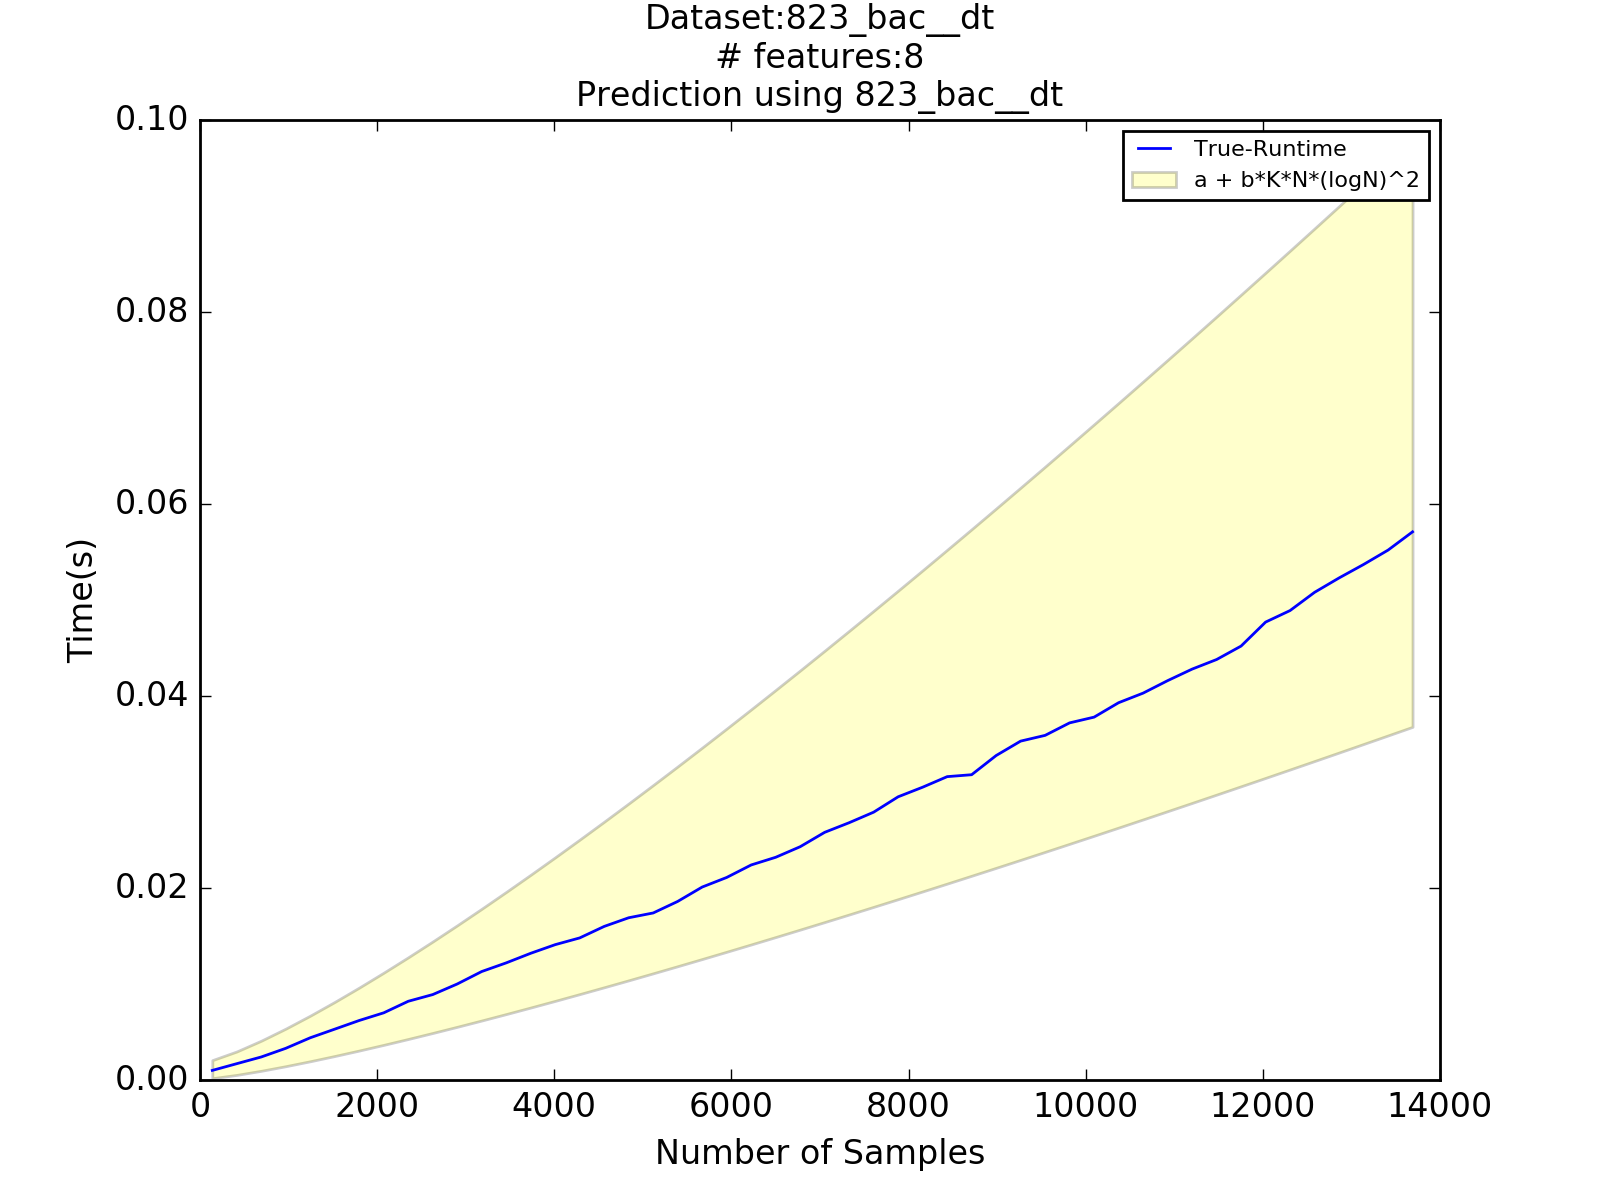 Dataset:823_bac__dt
# features:8
Prediction using 823_bac__dt
0.10
0.08
0.06
0.04
0.02
0.00
Time(s)
True-Runtime
a + b*K*N*(logN)^2
0 2000 4000 6000 8000 10000 12000 14000
Number of Samples